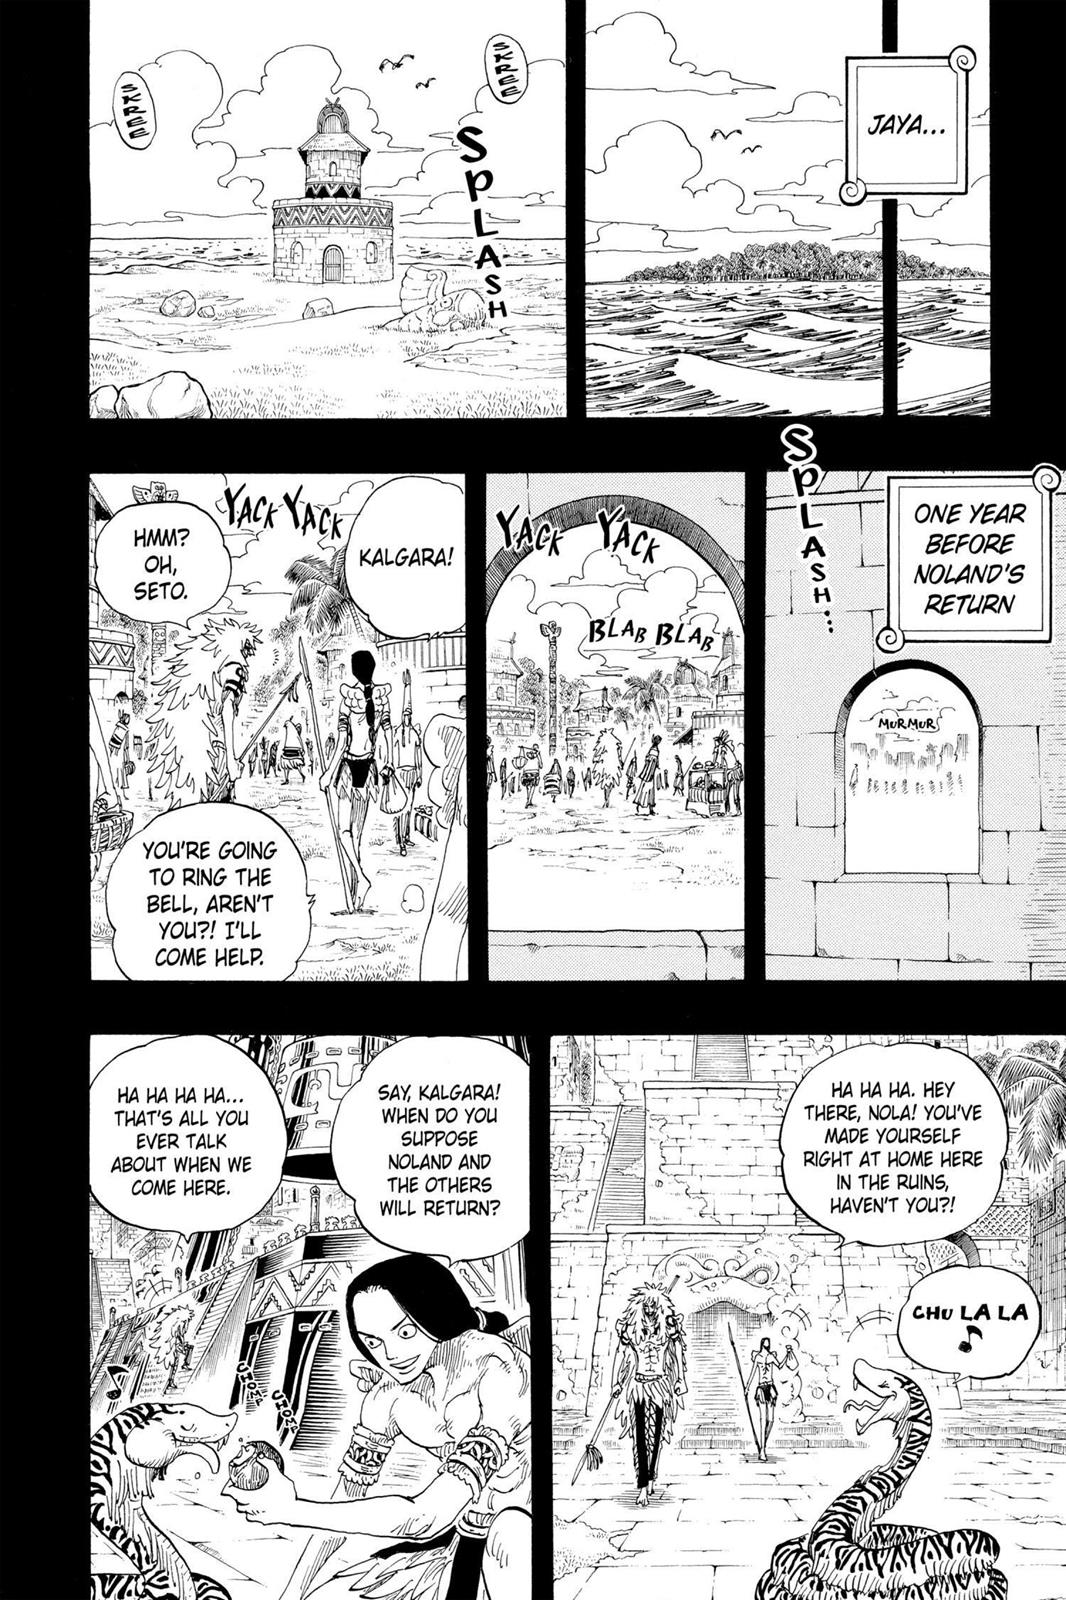 JAYA...
SPLASH
SKREE
SKREE
ONE YEAR
BEFORE
NOLAND'S
RETURN
SPLASH...
MURMUR
YACK YACK
BLAB BLAB
KALGARA!
YACK YACK
HMM?
OH,
SETO.
YOU'RE GOING
TO RING THE
BELL, AREN'T
YOU?! I'LL
COME HELP.
HA HA HA. HEY
THERE, NOLA! YOU'VE
MADE YOURSELF
RIGHT AT HOME HERE
IN THE RUINS,
HAVEN'T YOU?!
CHU LA LA
SAY, KALGARA!
WHEN DO YOU
SUPPOSE
NOLAND AND
THE OTHERS
WILL RETURN?
HA HA HA HA...
THAT'S ALL YOU
EVER TALK
ABOUT WHEN WE
COME HERE.
CHOMP
CHOMP